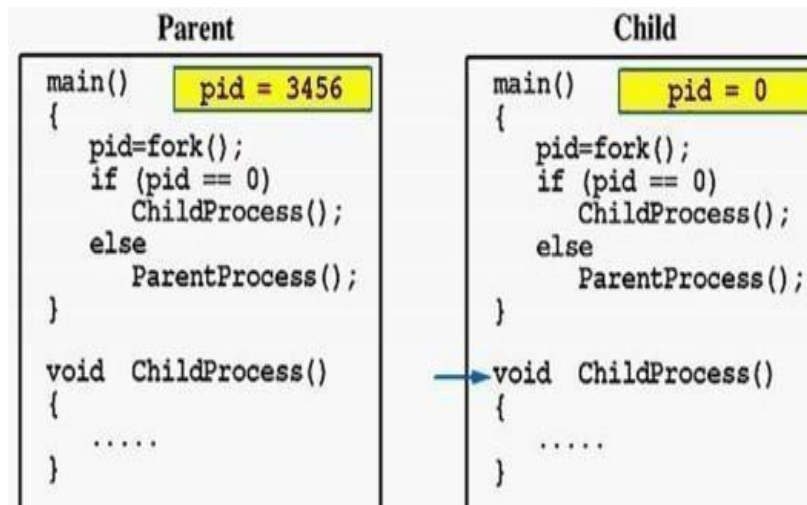 Parent
main()
pid = 3456
{
pid=fork();
if (pid == 0)
ChildProcess();
else
ParentProcess();
}
void ChildProcess()
{
.....
}
Child
main()
pid = 0
{
pid=fork();
if (pid == 0)
ChildProcess();
else
ParentProcess();
}
void ChildProcess()
{
.....
}